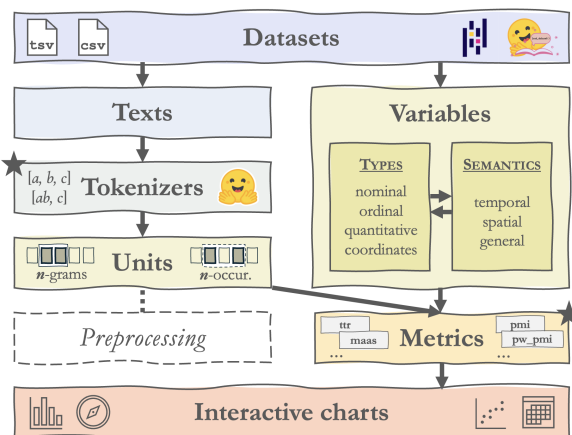 tsv
csv
Datasets
Texts
Variables
[a, b, c]
[ab, c]
Tokenizers
TYPES
nominal
ordinal
quantitative
coordinates
SEMANTICS
temporal
spatial
general
n-grams
Units
n-occur.
Preprocessing
ttr
maas
...
Metrics
pmi
pw_pmi
...
Interactive charts